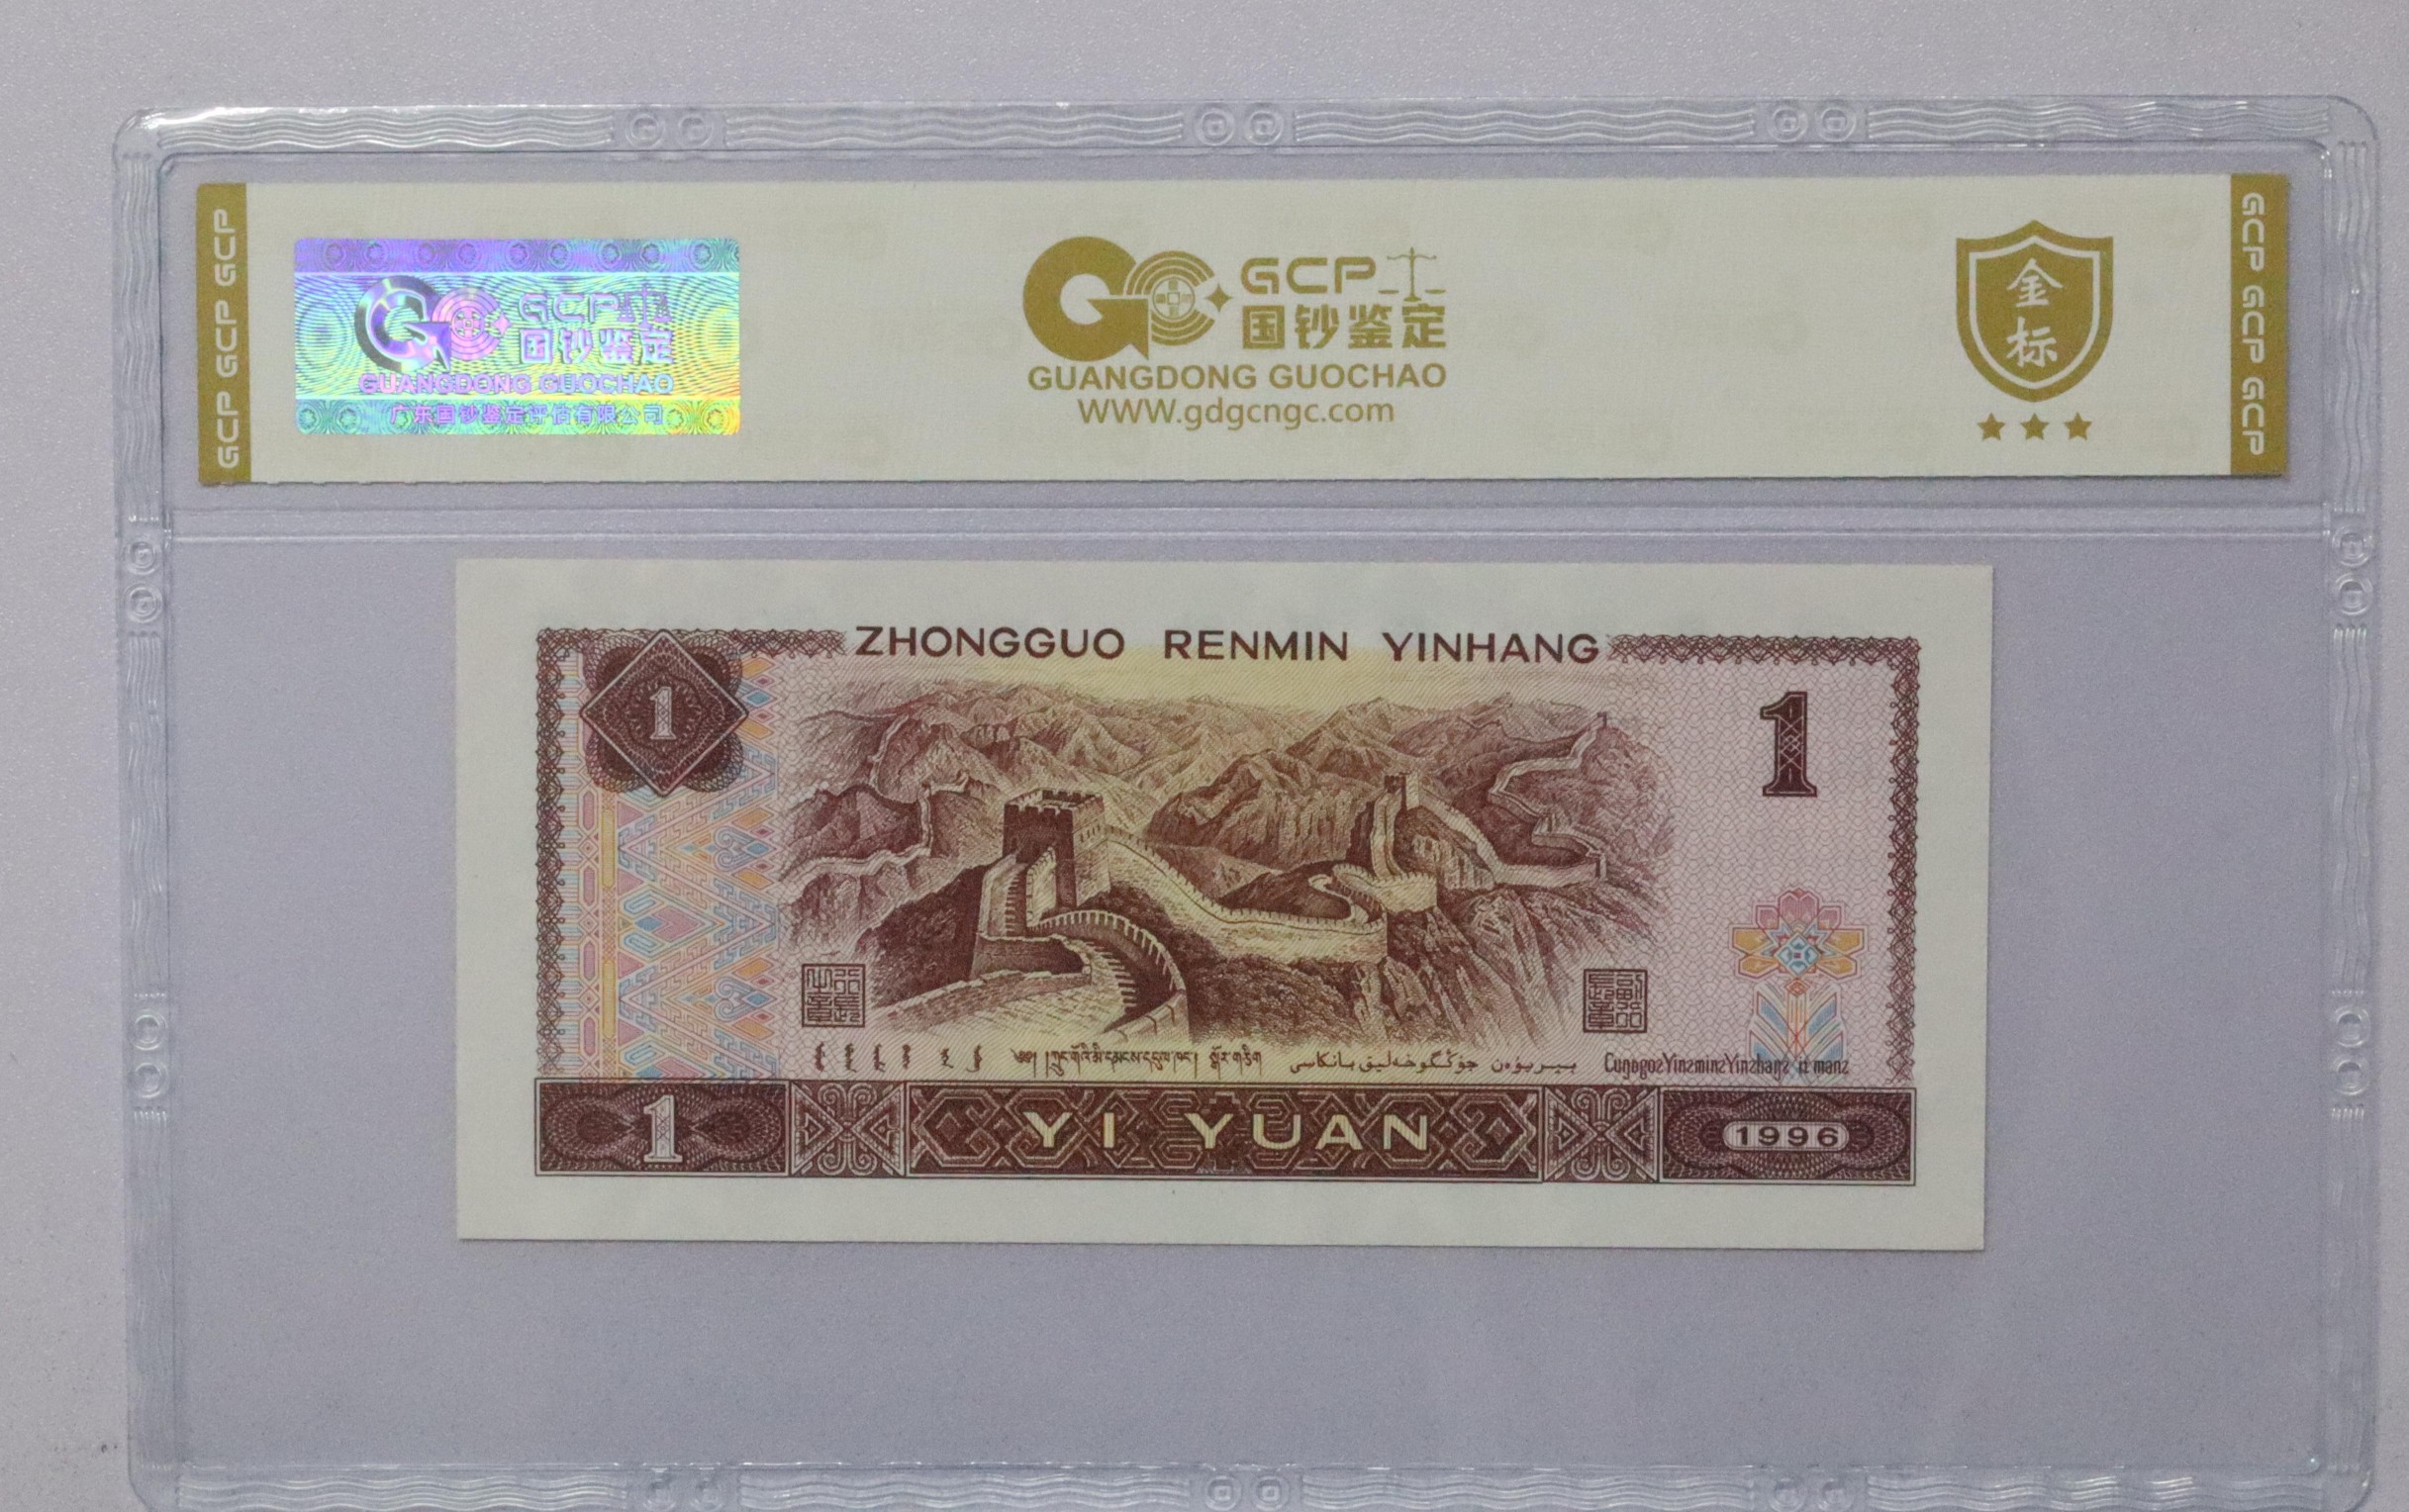 GCP GCP GCP
GCP
国钞鉴定
GUANGDONG GUOCHAO
广东国钞鉴定评估有限公司
GCP
国钞鉴定
GUANGDONG GUOCHAO
WWW.gdgcngc.com
金
标
GCP GCP GCP
ZHONGGUO RENMIN YINHANG
1
1
1
YI YUAN
1996